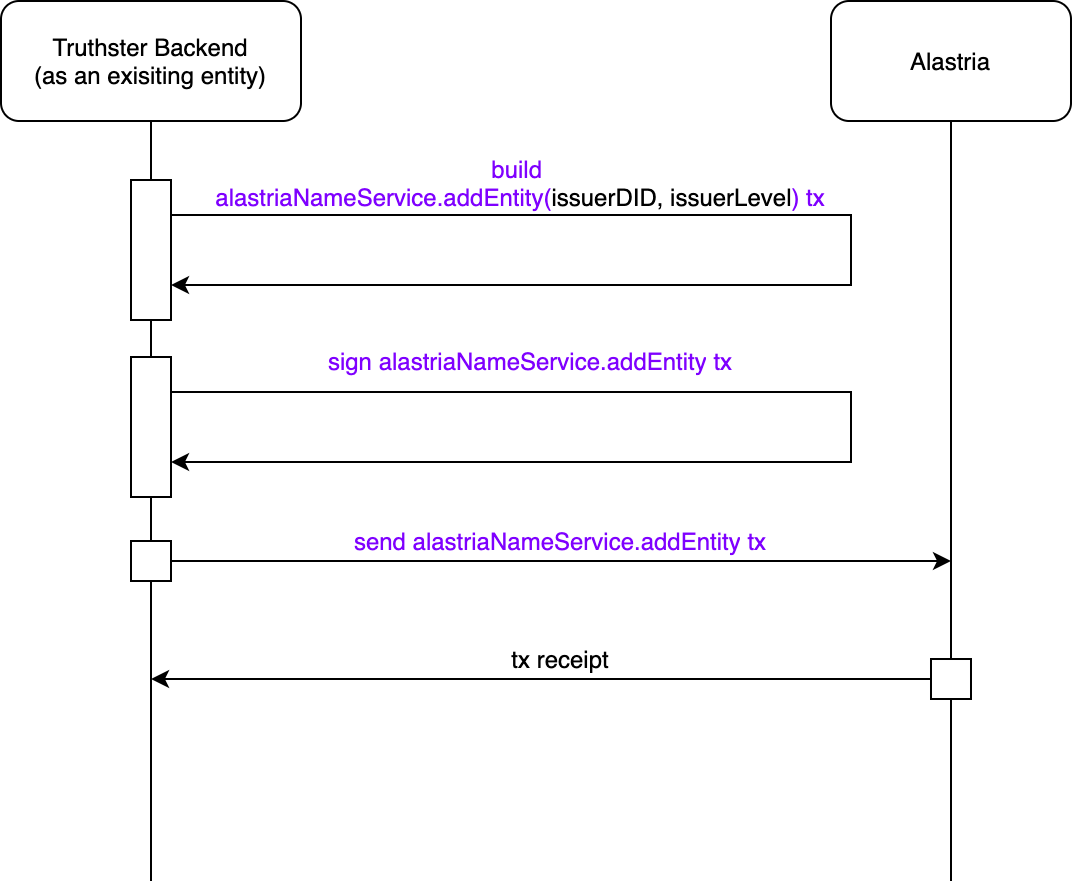 Truthster Backend
(as an exisiting entity)
Alastria
build
alastriaNameService.addEntity(issuerDID, issuerLevel) tx
sign alastriaNameService.addEntity tx
send alastriaNameService.addEntity tx
tx receipt